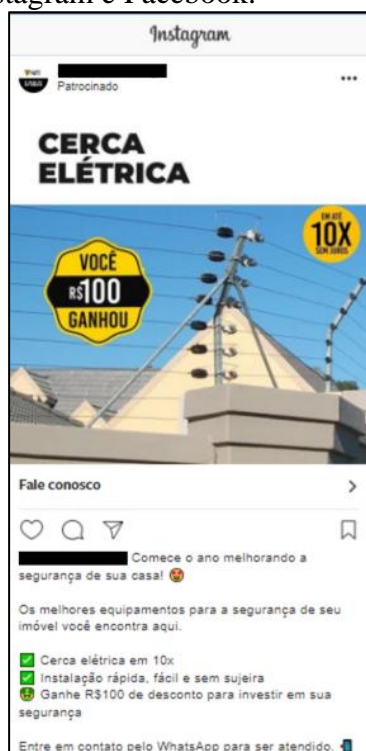 stagram e Facebook.
Instagram
Patrocinado
CERCA
ELÉTRICA
EM ATÉ
10X
SEM JUROS
VOCÊ
R$100
GANHOU
Fale conosco
Comece o ano melhorando a
segurança de sua casa! 🤩
Os melhores equipamentos para a segurança de seu
imóvel você encontra aqui.
✅ Cerca elétrica em 10x
✅ Instalação rápida, fácil e sem sujeira
🤑 Ganhe R$100 de desconto para investir em sua
segurança
Entre em contato pelo WhatsApp para ser atendido. 📲